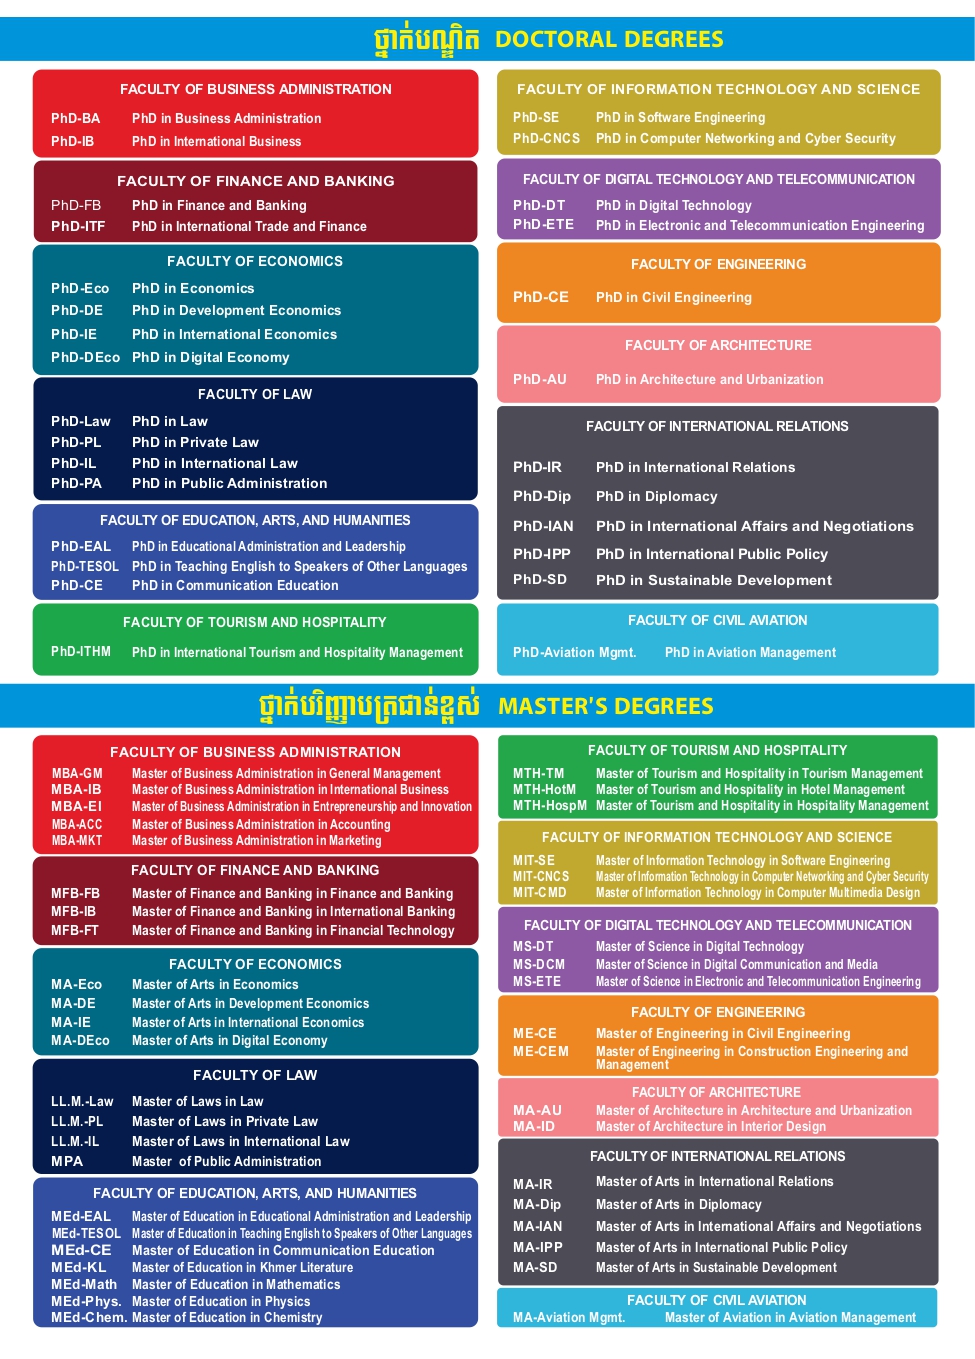 ថ្នាក់បណ្ឌិត DOCTORAL DEGREES
FACULTY OF BUSINESS ADMINISTRATION
PhD-BA PhD in Business Administration
PhD-IB PhD in International Business
FACULTY OF FINANCE AND BANKING
PhD-FB PhD in Finance and Banking
PhD-ITF PhD in International Trade and Finance
FACULTY OF ECONOMICS
PhD-Eco PhD in Economics
PhD-DE PhD in Development Economics
PhD-IE PhD in International Economics
PhD-DEco PhD in Digital Economy
FACULTY OF LAW
PhD-Law PhD in Law
PhD-PL PhD in Private Law
PhD-IL PhD in International Law
PhD-PA PhD in Public Administration
FACULTY OF EDUCATION, ARTS, AND HUMANITIES
PhD-EAL PhD in Educational Administration and Leadership
PhD-TESOL PhD in Teaching English to Speakers of Other Languages
PhD-CE PhD in Communication Education
FACULTY OF TOURISM AND HOSPITALITY
PhD-ITHM PhD in International Tourism and Hospitality Management
FACULTY OF INFORMATION TECHNOLOGY AND SCIENCE
PhD-SE PhD in Software Engineering
PhD-CNCS PhD in Computer Networking and Cyber Security
FACULTY OF DIGITAL TECHNOLOGY AND TELECOMMUNICATION
PhD-DT PhD in Digital Technology
PhD-ETE PhD in Electronic and Telecommunication Engineering
FACULTY OF ENGINEERING
PhD-CE PhD in Civil Engineering
FACULTY OF ARCHITECTURE
PhD-AU PhD in Architecture and Urbanization
FACULTY OF INTERNATIONAL RELATIONS
PhD-IR PhD in International Relations
PhD-Dip PhD in Diplomacy
PhD-IAN PhD in International Affairs and Negotiations
PhD-IPP PhD in International Public Policy
PhD-SD PhD in Sustainable Development
FACULTY OF CIVIL AVIATION
PhD-Aviation Mgmt. PhD in Aviation Management
ថ្នាក់បរិញ្ញាបត្រជាន់ខ្ពស់ MASTER'S DEGREES
FACULTY OF BUSINESS ADMINISTRATION
MBA-GM Master of Business Administration in General Management
MBA-IB Master of Business Administration in International Business
MBA-EI Master of Business Administration in Entrepreneurship and Innovation
MBA-ACC Master of Business Administration in Accounting
MBA-MKT Master of Business Administration in Marketing
FACULTY OF FINANCE AND BANKING
MFB-FB Master of Finance and Banking in Finance and Banking
MFB-IB Master of Finance and Banking in International Banking
MFB-FT Master of Finance and Banking in Financial Technology
FACULTY OF ECONOMICS
MA-Eco Master of Arts in Economics
MA-DE Master of Arts in Development Economics
MA-IE Master of Arts in International Economics
MA-DEco Master of Arts in Digital Economy
FACULTY OF LAW
LL.M.-Law Master of Laws in Law
LL.M.-PL Master of Laws in Private Law
LL.M.-IL Master of Laws in International Law
MPA Master of Public Administration
FACULTY OF EDUCATION, ARTS, AND HUMANITIES
MEd-EAL Master of Education in Educational Administration and Leadership
MEd-TESOL Master of Education in Teaching English to Speakers of Other Languages
MEd-CE Master of Education in Communication Education
MEd-KL Master of Education in Khmer Literature
MEd-Math Master of Education in Mathematics
MEd-Phys. Master of Education in Physics
MEd-Chem. Master of Education in Chemistry
FACULTY OF TOURISM AND HOSPITALITY
MTH-TM Master of Tourism and Hospitality in Tourism Management
MTH-HotM Master of Tourism and Hospitality in Hotel Management
MTH-HospM Master of Tourism and Hospitality in Hospitality Management
FACULTY OF INFORMATION TECHNOLOGY AND SCIENCE
MIT-SE Master of Information Technology in Software Engineering
MIT-CNCS Master of Information Technology in Computer Networking and Cyber Security
MIT-CMD Master of Information Technology in Computer Multimedia Design
FACULTY OF DIGITAL TECHNOLOGY AND TELECOMMUNICATION
MS-DT Master of Science in Digital Technology
MS-DCM Master of Science in Digital Communication and Media
MS-ETE Master of Science in Electronic and Telecommunication Engineering
FACULTY OF ENGINEERING
ME-CE Master of Engineering in Civil Engineering
ME-CEM Master of Engineering in Construction Engineering and
Management
FACULTY OF ARCHITECTURE
MA-AU Master of Architecture in Architecture and Urbanization
MA-ID Master of Architecture in Interior Design
FACULTY OF INTERNATIONAL RELATIONS
MA-IR Master of Arts in International Relations
MA-Dip Master of Arts in Diplomacy
MA-IAN Master of Arts in International Affairs and Negotiations
MA-IPP Master of Arts in International Public Policy
MA-SD Master of Arts in Sustainable Development
FACULTY OF CIVIL AVIATION
MA-Aviation Mgmt. Master of Aviation in Aviation Management